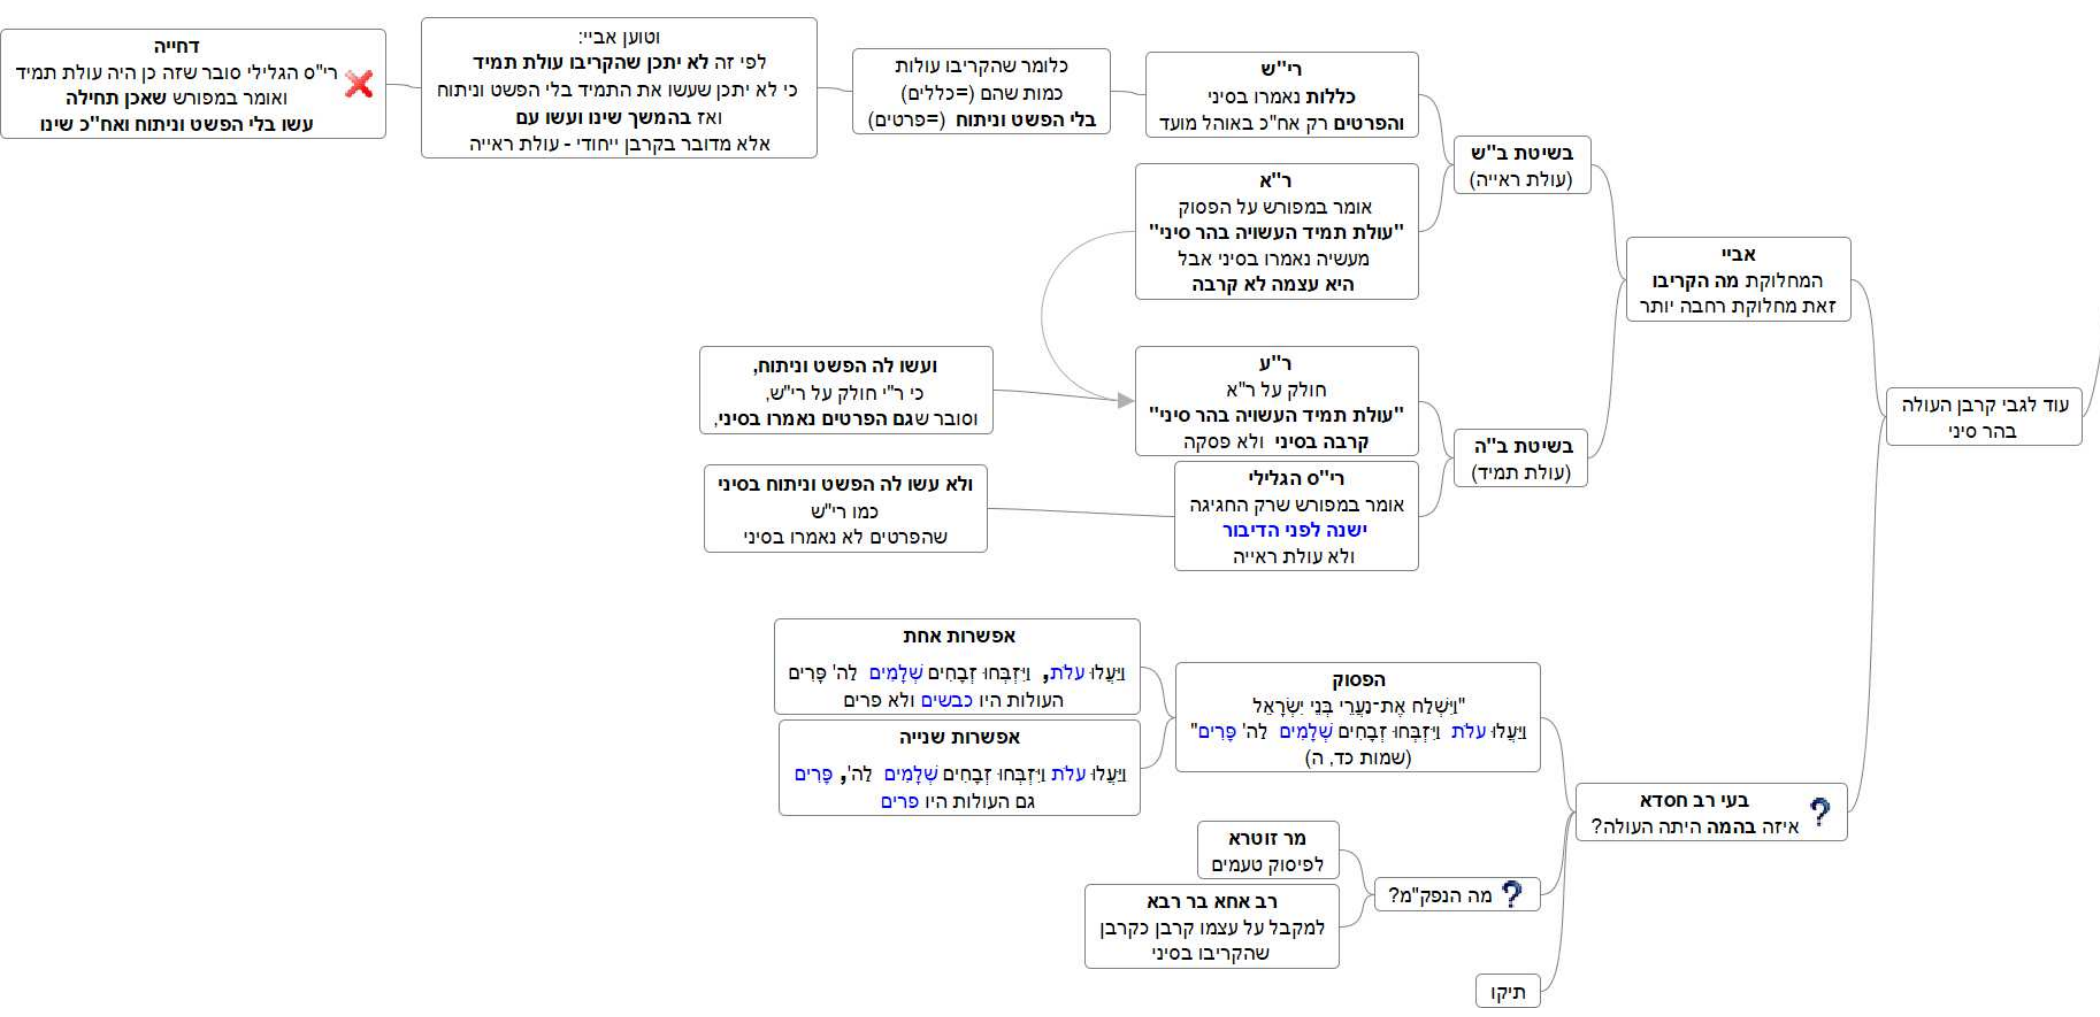 עוד לגבי קרבן העולה
בהר סיני
אביי
המחלוקת מה הקריבו
זאת מחלוקת רחבה יותר
בשיטת ב"ש
(עולת ראייה)
רי"ש
כללות נאמרו בסיני
והפרטים רק אח"כ באוהל מועד
כלומר שהקריבו עולות
כמות שהם (=כללים)
בלי הפשט וניתוח (=פרטים)
וטוען אביי:
לפי זה לא יתכן שהקריבו עולת תמיד
כי לא יתכן שעשו את התמיד בלי הפשט וניתוח
ואז בהמשך שינו ועשו עם
אלא מדובר בקרבן ייחודי - עולת ראייה
דחייה
רי"ס הגלילי סובר שזה כן היה עולת תמיד
ואומר במפורש שאכן תחילה
עשו בלי הפשט וניתוח ואח"כ שינו
ר"א
אומר במפורש על הפסוק
"עולת תמיד העשויה בהר סיני"
מעשיה נאמרו בסיני אבל
היא עצמה לא קרבה
בשיטת ב"ה
(עולת תמיד)
ר"ע
חולק על ר"א
"עולת תמיד העשויה בהר סיני"
קרבה בסיני ולא פסקה
ועשו לה הפשט וניתוח,
כי ר"י חולק על רי"ש,
וסובר שגם הפרטים נאמרו בסיני,
רי"ס הגלילי
אומר במפורש שרק החגיגה
ישנה לפני הדיבור
ולא עולת ראייה
ולא עשו לה הפשט וניתוח בסיני
כמו רי"ש
שהפרטים לא נאמרו בסיני
בעי רב חסדא
איזה בהמה היתה העולה?
הפסוק
"וַיִּשְׁלַח אֶת־נַעֲרֵי בְּנֵי יִשְׂרָאֵל
וַיַּעֲלוּ עֹלֹת וַיִּזְבְּחוּ זְבָחִים שְׁלָמִים לַה' פָּרִים"
(שמות כד, ה)
אפשרות אחת
וַיַּעֲלוּ עֹלֹת, וַיִּזְבְּחוּ זְבָחִים שְׁלָמִים לַה' פָּרִים
העולות היו כבשים ולא פרים
אפשרות שנייה
וַיַּעֲלוּ עֹלֹת וַיִּזְבְּחוּ זְבָחִים שְׁלָמִים לַה', פָּרִים
גם העולות היו פרים
מה הנפק"מ?
מר זוטרא
לפיסוק טעמים
רב אחא בר רבא
למקבל על עצמו קרבן כקרבן
שהקריבו בסיני
תיקו